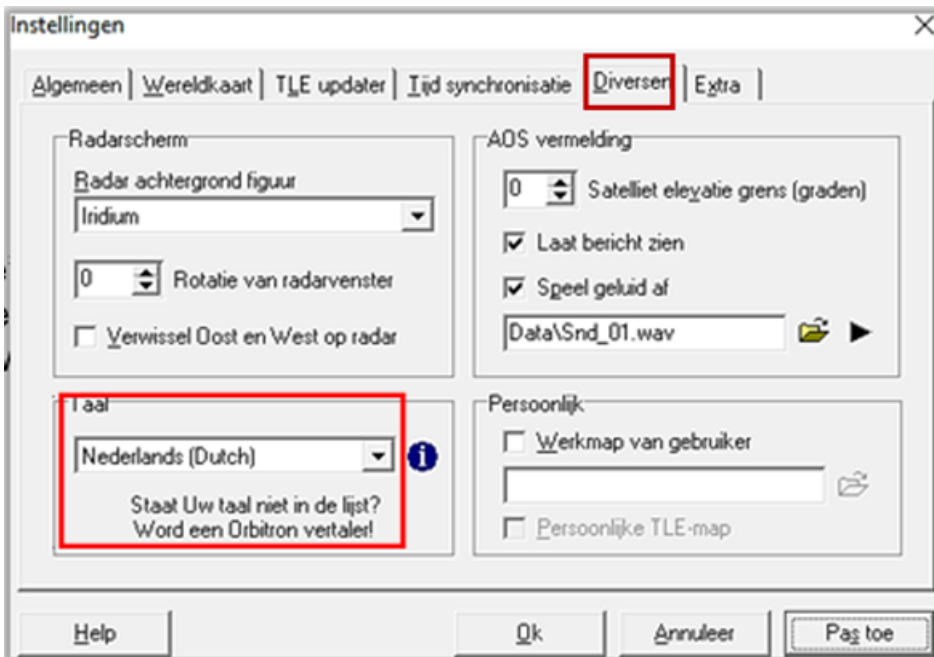 Instellingen
Algemeen Wereldkaart TLE updater Tijd synchronisatie Diversen Extra
Radarscherm
Radar achtergrond figuur
Iridium
0 Rotatie van radarvenster
Verwissel Oost en West op radar
AOS vermelding
0 Satelliet elevatie grens (graden)
Laat bericht zien
Speel geluid af
Data\Snd_01.wav
Taal
Nederlands (Dutch)
Staat Uw taal niet in de lijst?
Word een Orbitron vertaler!
Persoonlijk
Werkmap van gebruiker
Persoonlijke TLE-map
Help Ok Annuleer Pas toe